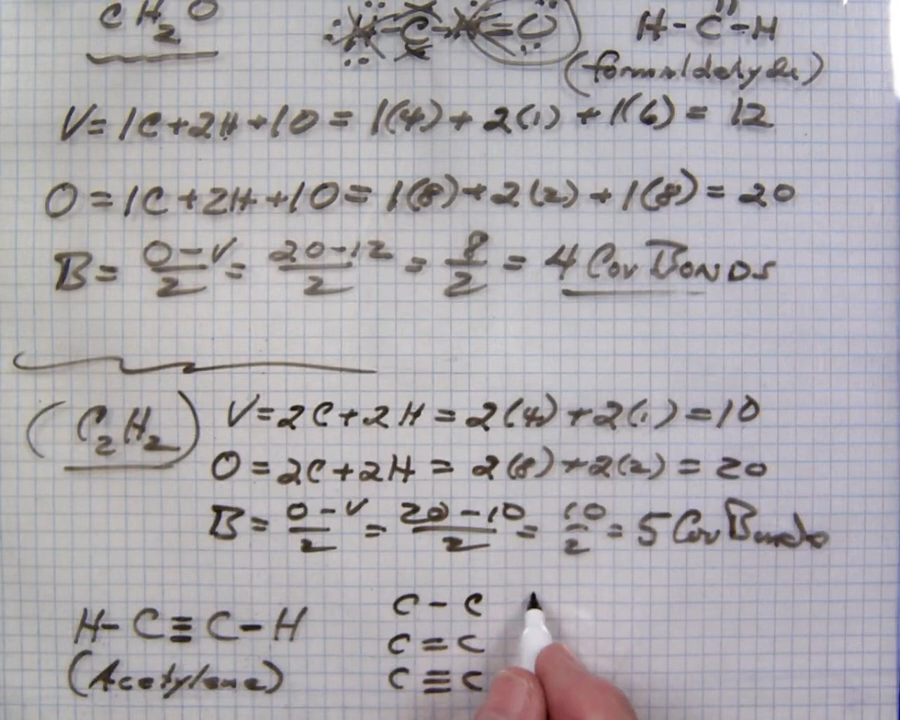 CH₂O
H-C-H
(formaldehyde)
V = 1C + 2H + 1O = 1(4) + 2(1) + 1(6) = 12
O = 1C + 2H + 1O = 1(8) + 2(2) + 1(8) = 20
B = O-V/2 = 20-12/2 = 8/2 = 4 Cov Bonds
(C₂H₂)
V = 2C + 2H = 2(4) + 2(1) = 10
O = 2C + 2H = 2(8) + 2(2) = 20
B = O-V/2 = 20-10/2 = 10/2 = 5 Cov Bonds
H-C≡C-H
(Acetylene)
C - C
C = C
C ≡ C